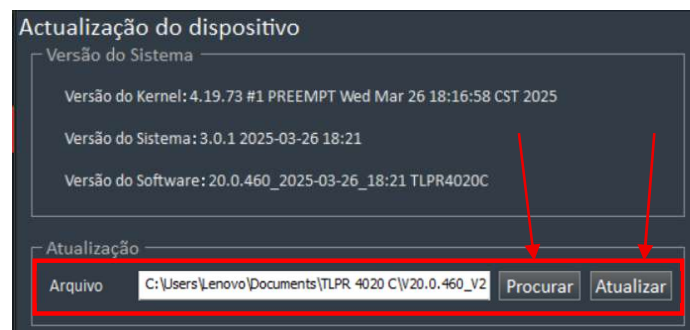 Actualização do dispositivo
Versão do Sistema
Versão do Kernel: 4.19.73 #1 PREEMPT Wed Mar 26 18:16:58 CST 2025
Versão do Sistema: 3.0.1 2025-03-26 18:21
Versão do Software: 20.0.460_2025-03-26_18:21 TLPR4020C
Atualização
Arquivo C:\Users\Lenovo\Documents\TLPR 4020 C\V20.0.460_V2 Procurar Atualizar